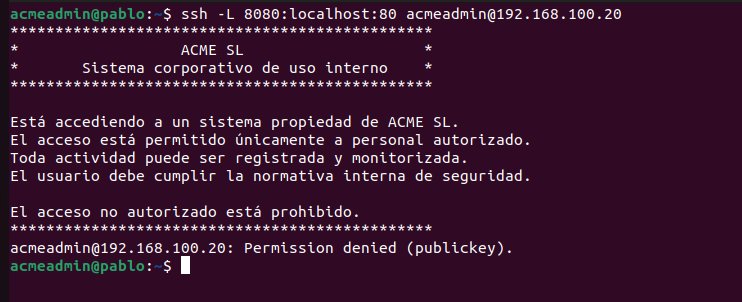 acmeadmin@pablo:~$ ssh -L 8080:localhost:80 acmeadmin@192.168.100.20
***********************************************
*                  ACME SL                    *
*       Sistema corporativo de uso interno    *
***********************************************
Está accediendo a un sistema propiedad de ACME SL.
El acceso está permitido únicamente a personal autorizado.
Toda actividad puede ser registrada y monitorizada.
El usuario debe cumplir la normativa interna de seguridad.
El acceso no autorizado está prohibido.
***********************************************
acmeadmin@192.168.100.20: Permission denied (publickey).
acmeadmin@pablo:~$